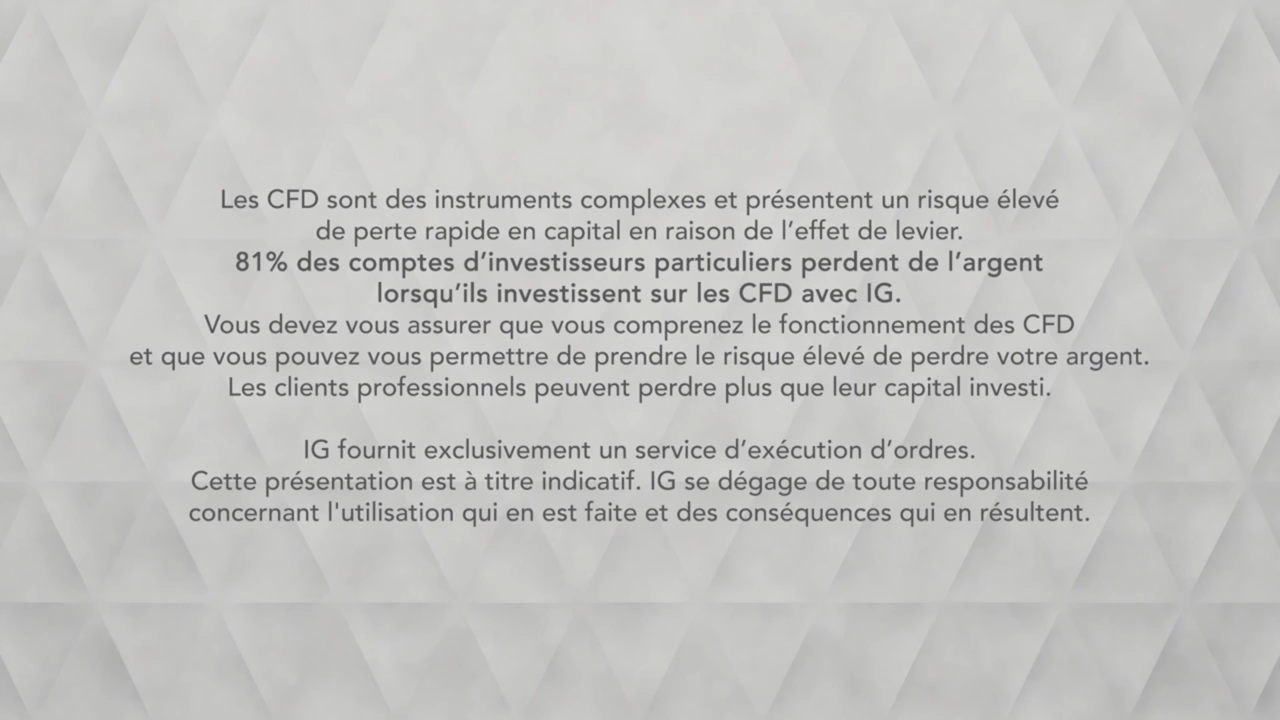 Les CFD sont des instruments complexes et présentent un risque élevé
de perte rapide en capital en raison de l’effet de levier.
81% des comptes d’investisseurs particuliers perdent de l’argent
lorsqu’ils investissent sur les CFD avec IG.
Vous devez vous assurer que vous comprenez le fonctionnement des CFD
et que vous pouvez vous permettre de prendre le risque élevé de perdre votre argent.
Les clients professionnels peuvent perdre plus que leur capital investi.
IG fournit exclusivement un service d’exécution d’ordres.
Cette présentation est à titre indicatif. IG se dégage de toute responsabilité
concernant l'utilisation qui en est faite et des conséquences qui en résultent.